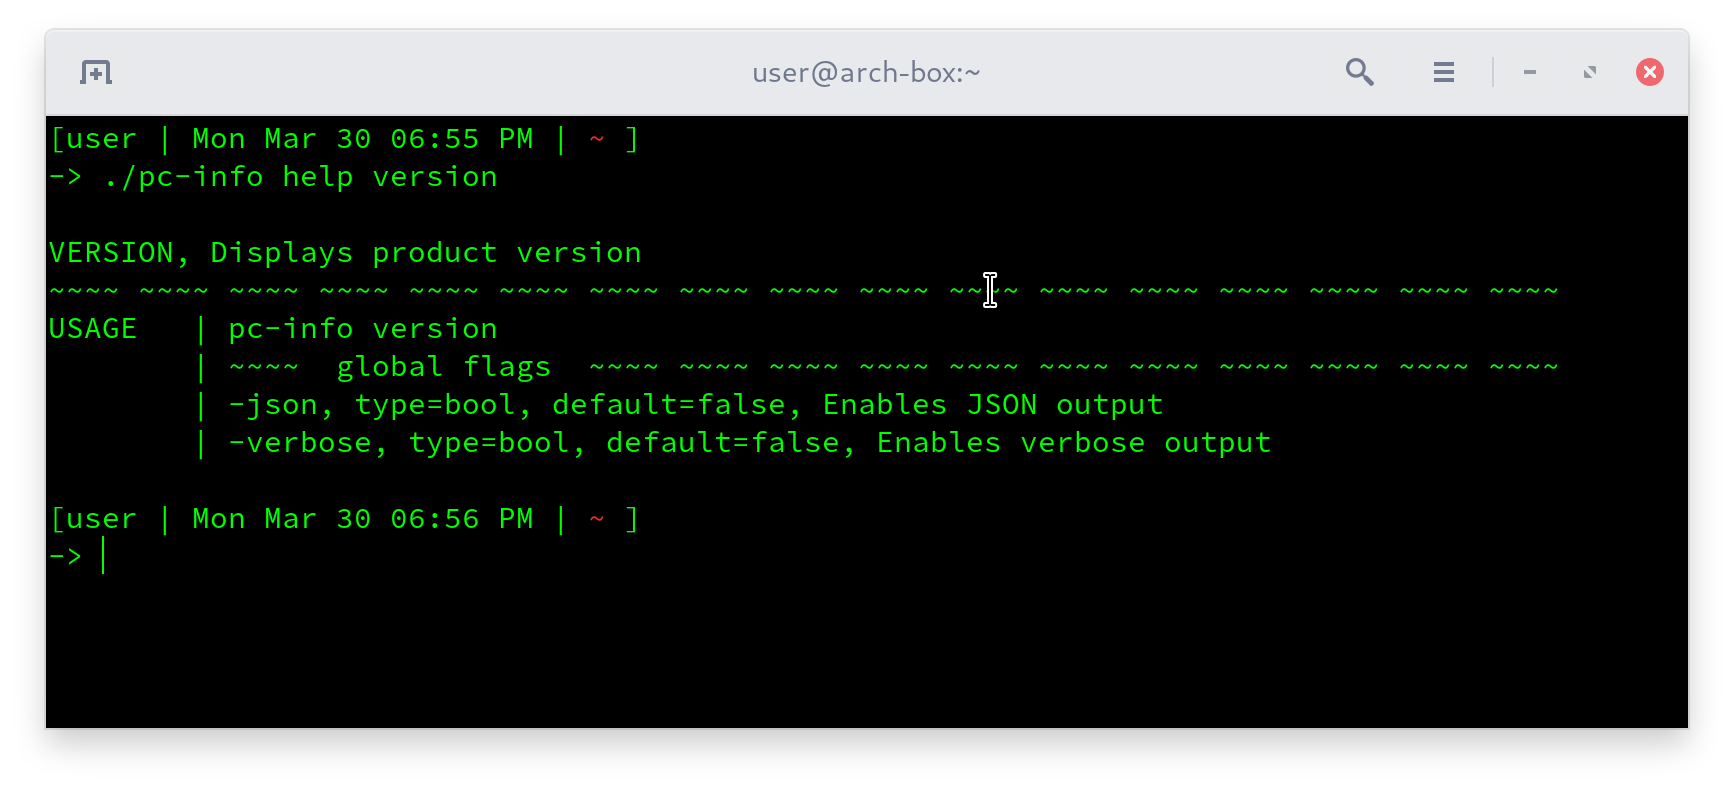 user@arch-box:~
[user | Mon Mar 30 06:55 PM | ~ ]
-> ./pc-info help version
VERSION, Displays product version
~~~~ ~~~~ ~~~~ ~~~~ ~~~~ ~~~~ ~~~~ ~~~~ ~~~~ ~~~~ ~~~~ ~~~~ ~~~~ ~~~~ ~~~~ ~~~~ ~~~~
USAGE   | pc-info version
        | ~~~~  global flags  ~~~~ ~~~~ ~~~~ ~~~~ ~~~~ ~~~~ ~~~~ ~~~~ ~~~~ ~~~~ ~~~~
        | -json, type=bool, default=false, Enables JSON output
        | -verbose, type=bool, default=false, Enables verbose output
[user | Mon Mar 30 06:56 PM | ~ ]
->